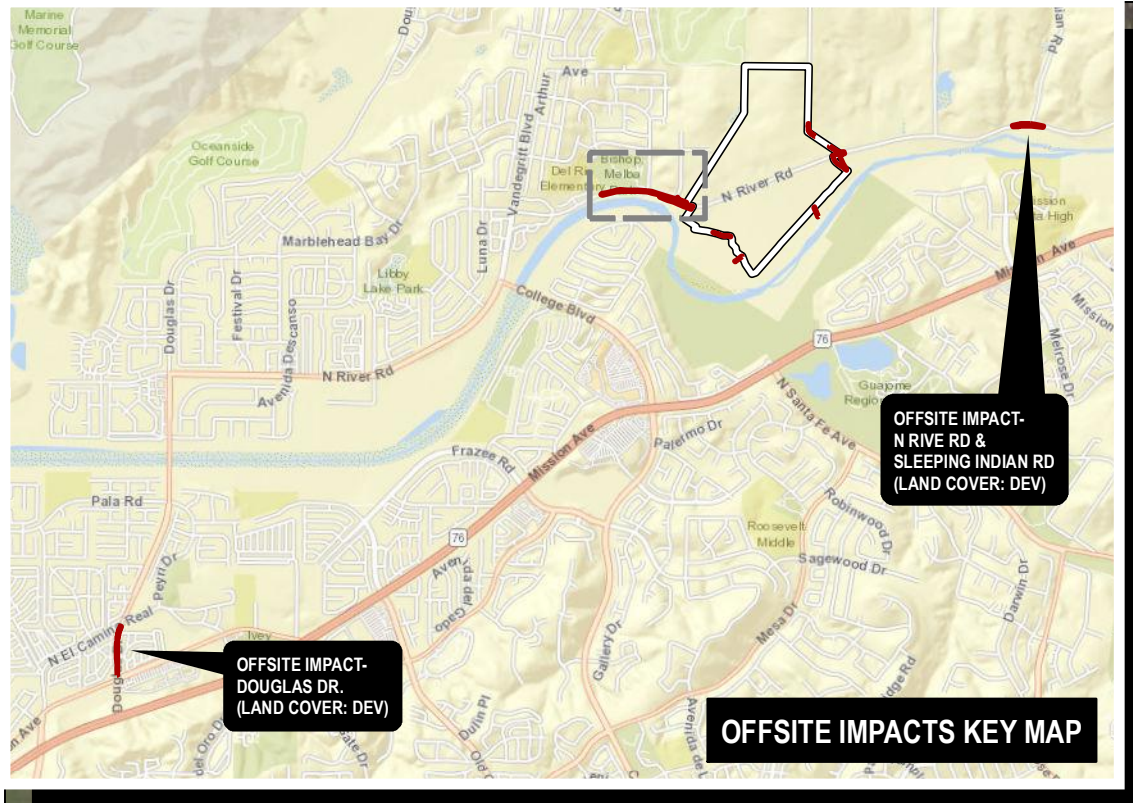 Marine
Memorial
Golf Course
Oceanside
Golf Course
Ave
Arthur
Vandegrift Blvd
Bishop,
Melba
Del Ri
Elementary
N River Rd
Luna Dr
Marblehead Bay Dr
Libby
Lake Park
College Blvd
Mission Ave
Douglas Dr
Festival Dr
Avenida Descanso
N River Rd
76
Mission
Melrose Dr
Guajome
N Santa Fe Ave
Palermo Dr
Frazee Rd
Mission Ave
Pala Rd
Peyri Dr
76
Roosevelt
Middle
Robinwood Dr
Sagewood Dr
Darwin Dr
Mesa Dr
Gallery Dr
N El Camino Real
Ivey
Dulin Pl
OFFSITE IMPACT-
N RIVE RD &
SLEEPING INDIAN RD
(LAND COVER: DEV)
OFFSITE IMPACT-
DOUGLAS DR.
(LAND COVER: DEV)
OFFSITE IMPACTS KEY MAP